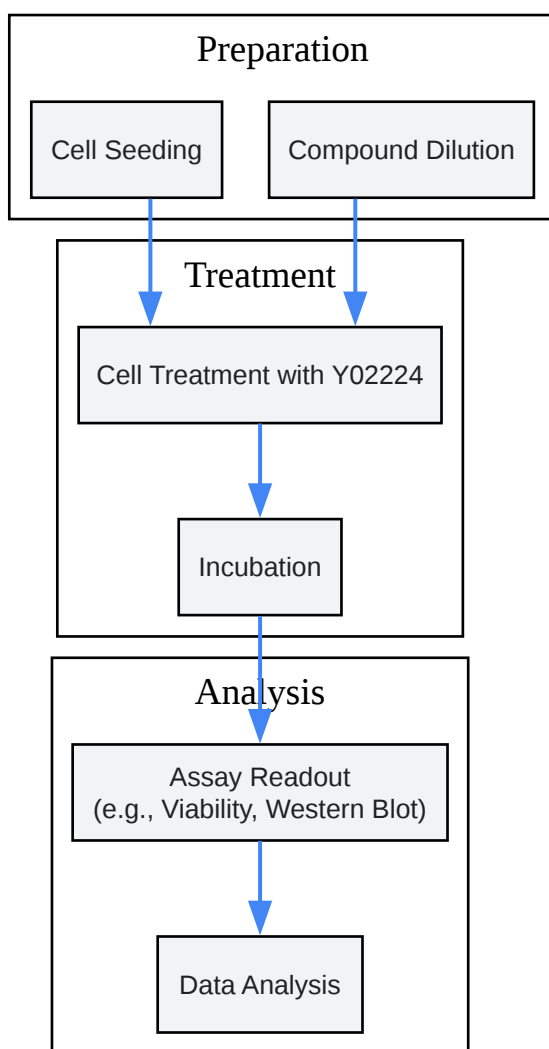 Preparation
Cell Seeding
Compound Dilution
Treatment
Cell Treatment with Y02224
Incubation
Analysis
Assay Readout
(e.g., Viability, Western Blot)
Data Analysis